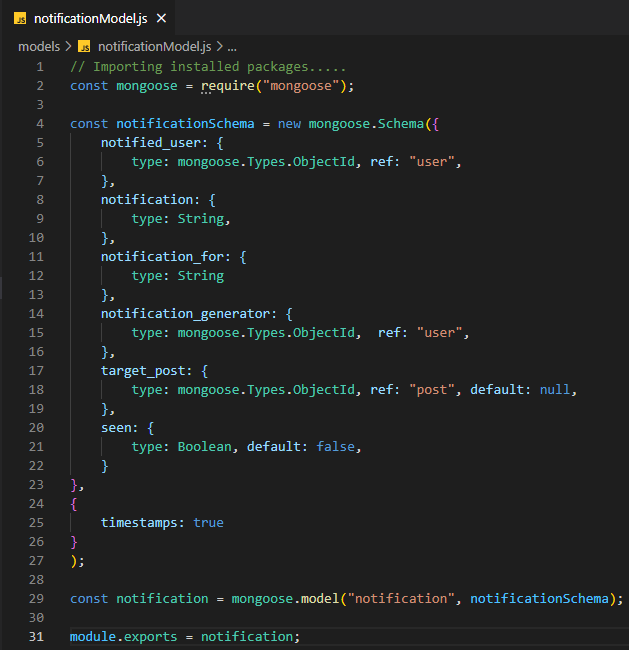 JS notificationModel.js ×
models > JS notificationModel.js > ...
1 // Importing installed packages.....
2 const mongoose = require("mongoose");
3
4 const notificationSchema = new mongoose.Schema({
5     notified_user: {
6         type: mongoose.Types.ObjectId, ref: "user",
7     },
8     notification: {
9         type: String,
10     },
11     notification_for: {
12         type: String
13     },
14     notification_generator: {
15         type: mongoose.Types.ObjectId,  ref: "user",
16     },
17     target_post: {
18         type: mongoose.Types.ObjectId, ref: "post", default: null,
19     },
20     seen: {
21         type: Boolean, default: false,
22     }
23 },
24 {
25     timestamps: true
26 }
27 );
28
29 const notification = mongoose.model("notification", notificationSchema);
30
31 module.exports = notification;